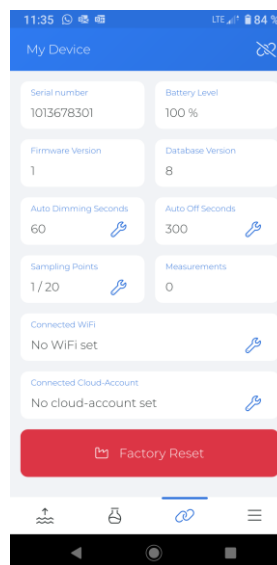 11:35 LTE 84 %
My Device
Serial number Battery Level
1013678301 100 %
Firmware Version Database Version
1 8
Auto Dimming Seconds Auto Off Seconds
60 300
Sampling Points Measurements
1 / 20 0
Connected WiFi
No WiFi set
Connected Cloud-Account
No cloud-account set
Factory Reset